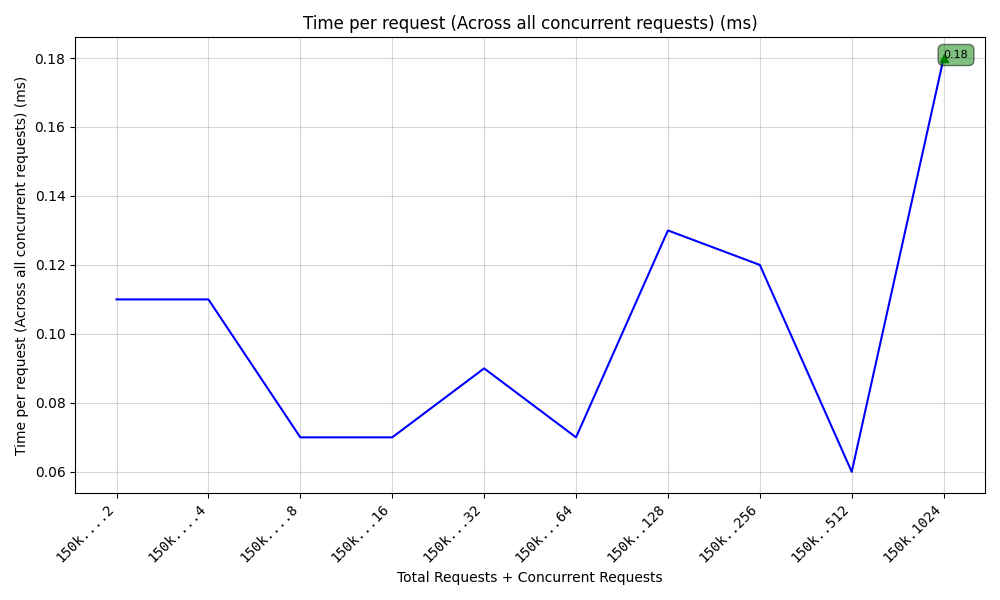 Time per request (Across all concurrent requests) (ms)
Time per request (Across all concurrent requests) (ms)
0.18
0.18
0.16
0.14
0.12
0.10
0.08
0.06
150k....2
150k....4
150k....8
150k...16
150k...32
150k...64
150k..128
150k..256
150k..512
150k.1024
Total Requests + Concurrent Requests